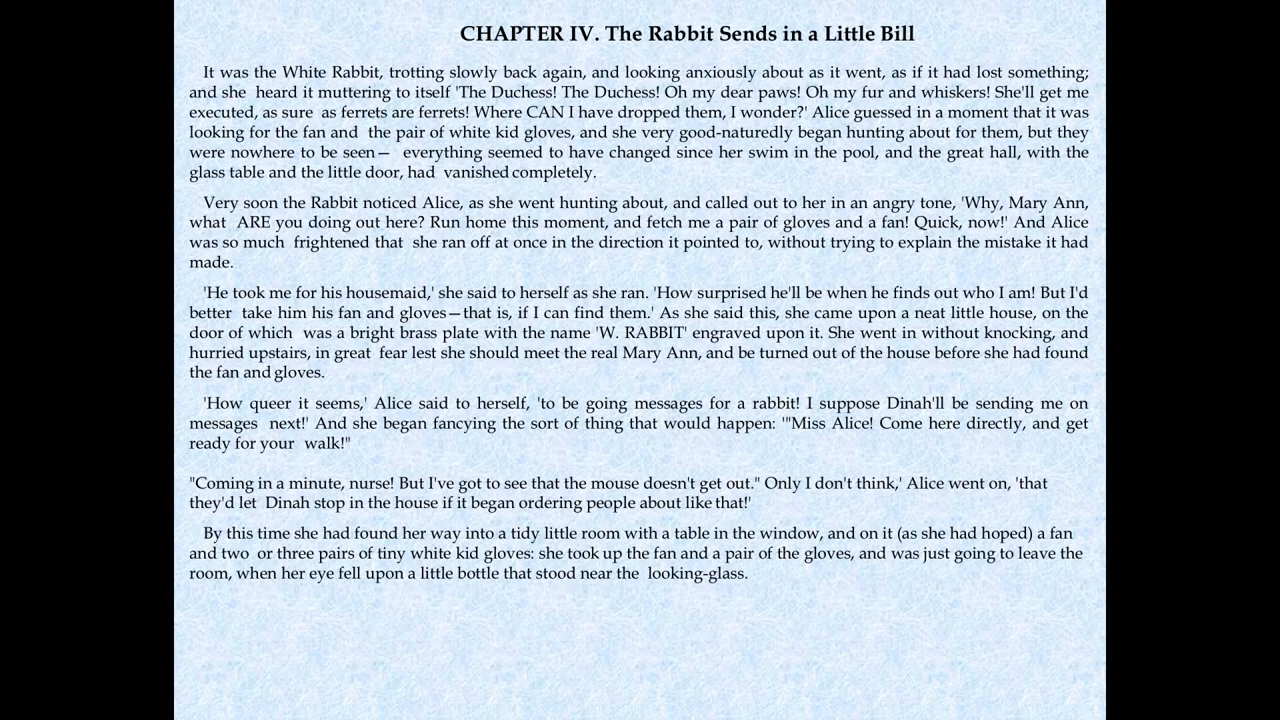 CHAPTER IV. The Rabbit Sends in a Little Bill
It was the White Rabbit, trotting slowly back again, and looking anxiously about as it went, as if it had lost something;
and she heard it muttering to itself 'The Duchess! The Duchess! Oh my dear paws! Oh my fur and whiskers! She'll get me
executed, as sure as ferrets are ferrets! Where CAN I have dropped them, I wonder?' Alice guessed in a moment that it was
looking for the fan and the pair of white kid gloves, and she very good-naturedly began hunting about for them, but they
were nowhere to be seen— everything seemed to have changed since her swim in the pool, and the great hall, with the
glass table and the little door, had vanished completely.
Very soon the Rabbit noticed Alice, as she went hunting about, and called out to her in an angry tone, 'Why, Mary Ann,
what ARE you doing out here? Run home this moment, and fetch me a pair of gloves and a fan! Quick, now!' And Alice
was so much frightened that she ran off at once in the direction it pointed to, without trying to explain the mistake it had
made.
'He took me for his housemaid,' she said to herself as she ran. 'How surprised he'll be when he finds out who I am! But I'd
better take him his fan and gloves—that is, if I can find them.' As she said this, she came upon a neat little house, on the
door of which was a bright brass plate with the name 'W. RABBIT' engraved upon it. She went in without knocking, and
hurried upstairs, in great fear lest she should meet the real Mary Ann, and be turned out of the house before she had found
the fan and gloves.
'How queer it seems,' Alice said to herself, 'to be going messages for a rabbit! I suppose Dinah'll be sending me on
messages next!' And she began fancying the sort of thing that would happen: '"Miss Alice! Come here directly, and get
ready for your walk!"
"Coming in a minute, nurse! But I've got to see that the mouse doesn't get out." Only I don't think,' Alice went on, 'that
they'd let Dinah stop in the house if it began ordering people about like that!'
By this time she had found her way into a tidy little room with a table in the window, and on it (as she had hoped) a fan
and two or three pairs of tiny white kid gloves: she took up the fan and a pair of the gloves, and was just going to leave the
room, when her eye fell upon a little bottle that stood near the looking-glass.